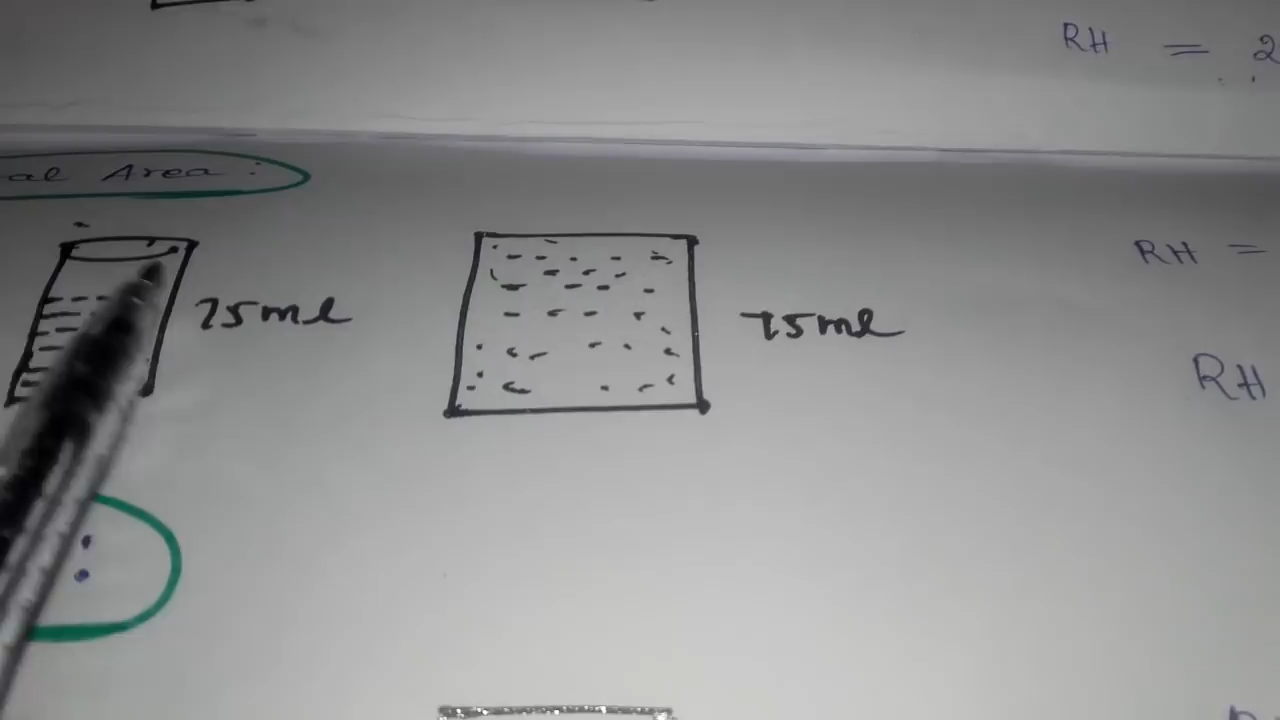 RH = 2
al Area :
RH =
75ml
75ml
RH